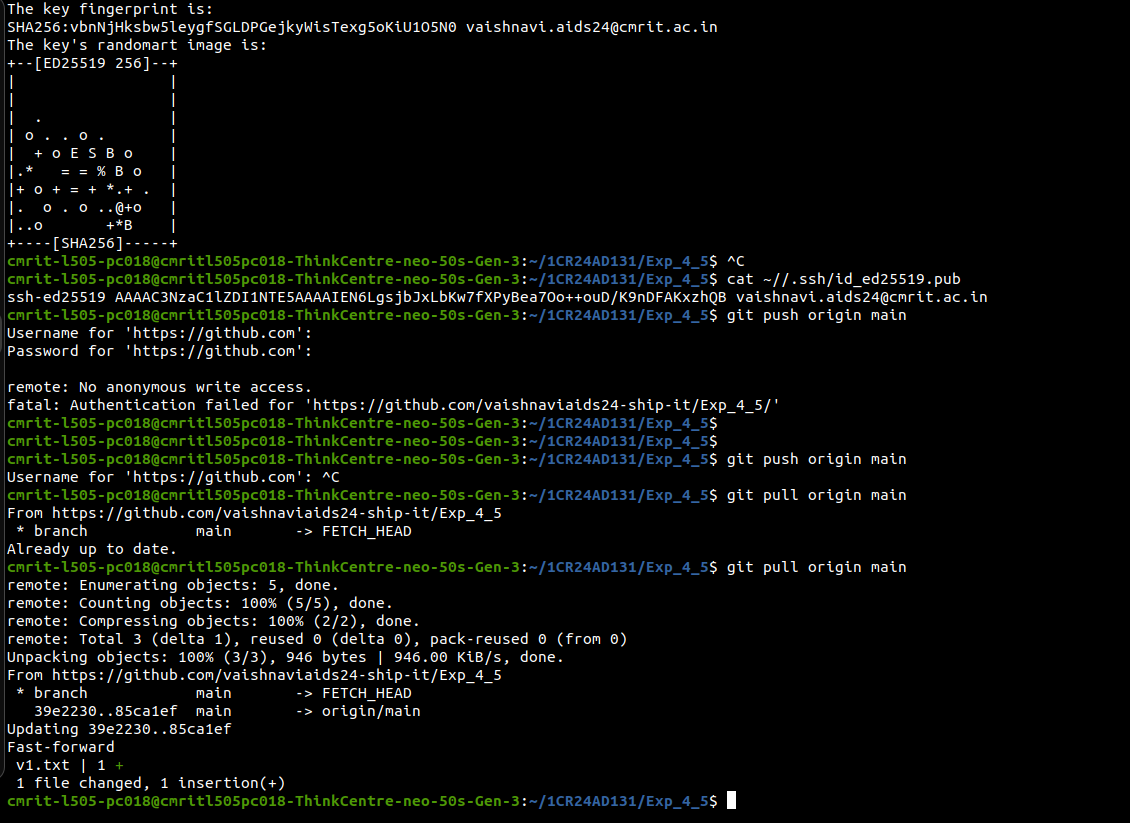 The key fingerprint is:
SHA256:vbnNjHksbw5leygfSGLDPGejkyWisTexg5oKiU1O5N0 vaishnavi.aids24@cmrit.ac.in
The key's randomart image is:
+--[ED25519 256]--+
|                 |
|                 |
|  .              |
| o . . o .       |
|  + o E S B o    |
|.*   = = % B o   |
|+ o + = + *.+ .  |
|.  o . o ..@+o   |
|..o       +*B    |
+----[SHA256]-----+
cmrit-l505-pc018@cmritl505pc018-ThinkCentre-neo-50s-Gen-3:~/1CR24AD131/Exp_4_5$ ^C
cmrit-l505-pc018@cmritl505pc018-ThinkCentre-neo-50s-Gen-3:~/1CR24AD131/Exp_4_5$ cat ~//.ssh/id_ed25519.pub
ssh-ed25519 AAAAC3NzaC1lZDI1NTE5AAAAIEN6LgsjbJxLbKw7fXPyBea7Oo++ouD/K9nDFAKxzhQB vaishnavi.aids24@cmrit.ac.in
cmrit-l505-pc018@cmritl505pc018-ThinkCentre-neo-50s-Gen-3:~/1CR24AD131/Exp_4_5$ git push origin main
Username for 'https://github.com':
Password for 'https://github.com':
remote: No anonymous write access.
fatal: Authentication failed for 'https://github.com/vaishnaviaids24-ship-it/Exp_4_5/'
cmrit-l505-pc018@cmritl505pc018-ThinkCentre-neo-50s-Gen-3:~/1CR24AD131/Exp_4_5$
cmrit-l505-pc018@cmritl505pc018-ThinkCentre-neo-50s-Gen-3:~/1CR24AD131/Exp_4_5$
cmrit-l505-pc018@cmritl505pc018-ThinkCentre-neo-50s-Gen-3:~/1CR24AD131/Exp_4_5$ git push origin main
Username for 'https://github.com': ^C
cmrit-l505-pc018@cmritl505pc018-ThinkCentre-neo-50s-Gen-3:~/1CR24AD131/Exp_4_5$ git pull origin main
From https://github.com/vaishnaviaids24-ship-it/Exp_4_5
 * branch            main       -> FETCH_HEAD
Already up to date.
cmrit-l505-pc018@cmritl505pc018-ThinkCentre-neo-50s-Gen-3:~/1CR24AD131/Exp_4_5$ git pull origin main
remote: Enumerating objects: 5, done.
remote: Counting objects: 100% (5/5), done.
remote: Compressing objects: 100% (2/2), done.
remote: Total 3 (delta 1), reused 0 (delta 0), pack-reused 0 (from 0)
Unpacking objects: 100% (3/3), 946 bytes | 946.00 KiB/s, done.
From https://github.com/vaishnaviaids24-ship-it/Exp_4_5
 * branch            main       -> FETCH_HEAD
   39e2230..85ca1ef  main       -> origin/main
Updating 39e2230..85ca1ef
Fast-forward
 v1.txt | 1 +
 1 file changed, 1 insertion(+)
cmrit-l505-pc018@cmritl505pc018-ThinkCentre-neo-50s-Gen-3:~/1CR24AD131/Exp_4_5$